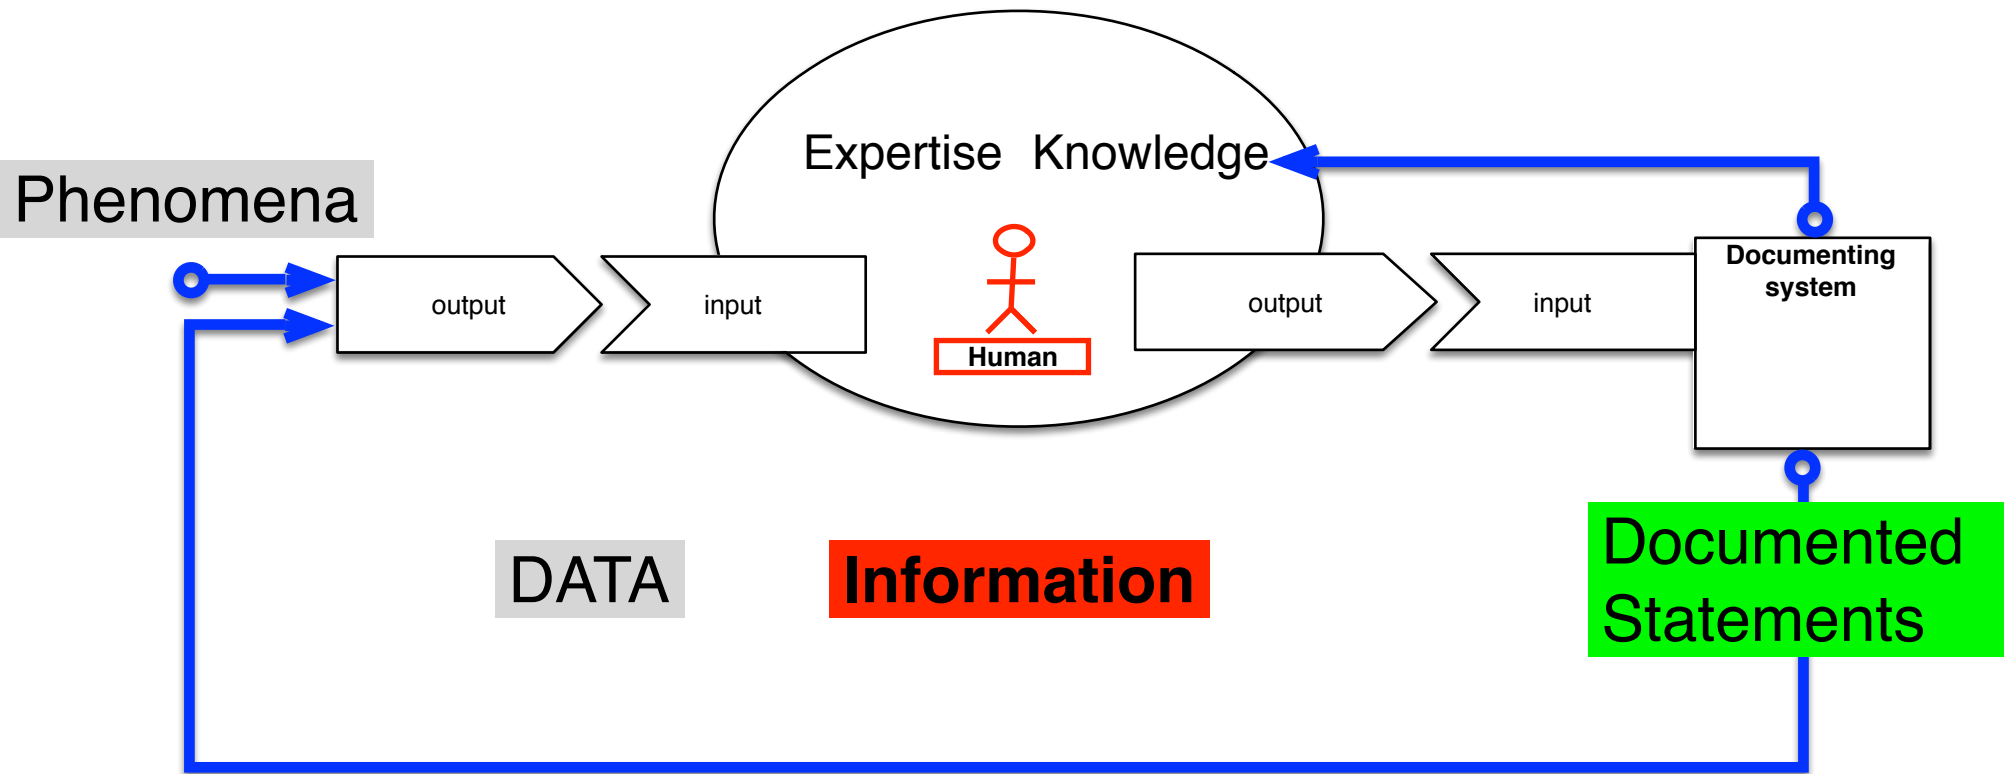 Expertise Knowledge
Phenomena
output
input
Human
output
input
Documenting
system
DATA
Information
Documented
Statements